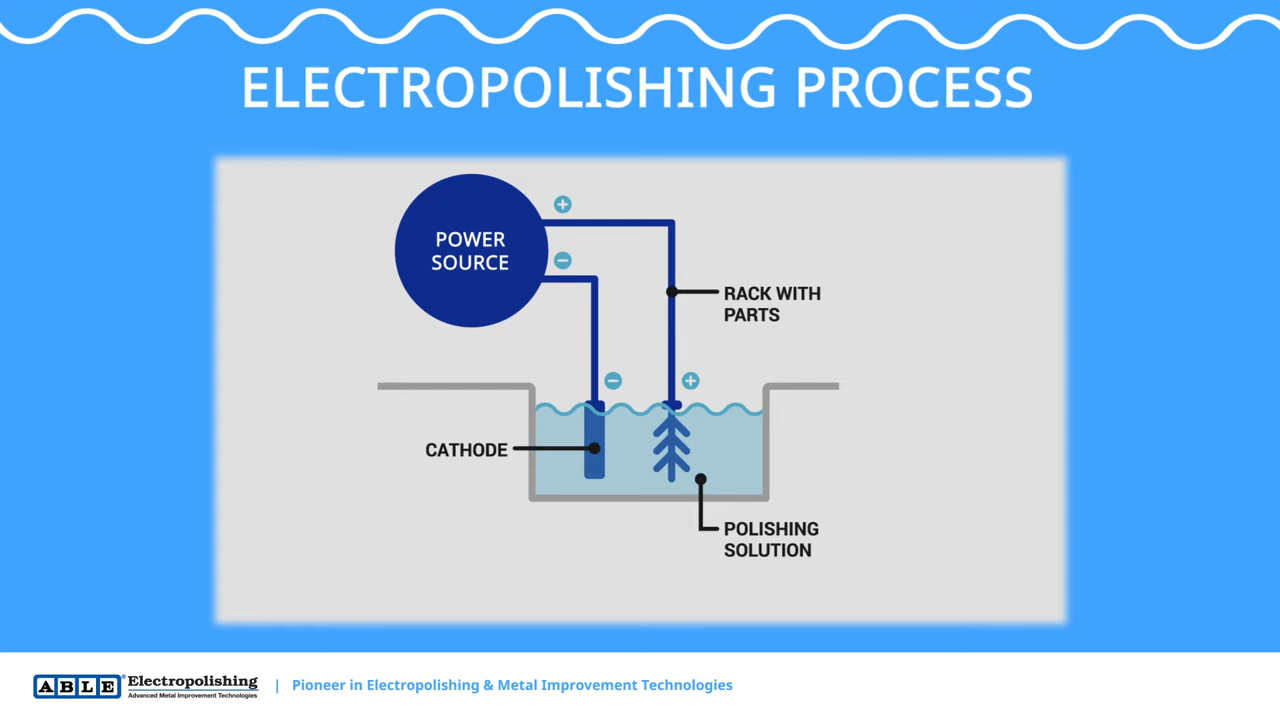 ELECTROPOLISHING PROCESS
+
POWER
SOURCE
−
RACK WITH
PARTS
− +
CATHODE
POLISHING
SOLUTION
ABLE® Electropolishing
Advanced Metal Improvement Technologies
| Pioneer in Electropolishing & Metal Improvement Technologies